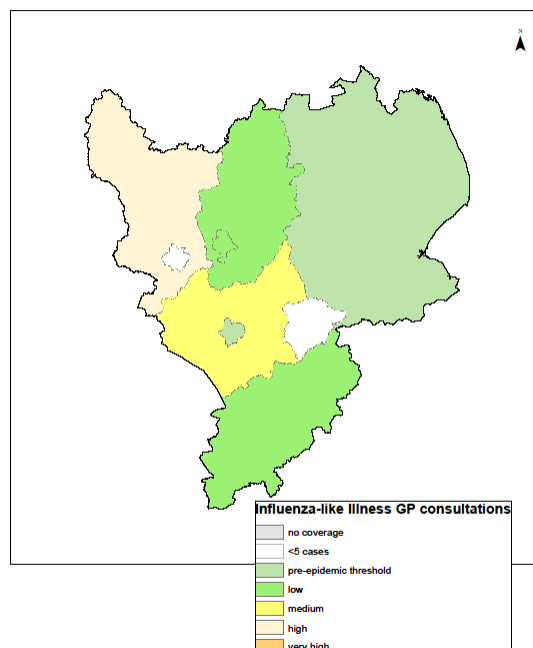 N
Influenza-like Illness GP consultations
no coverage
<5 cases
pre-epidemic threshold
low
medium
high
very high